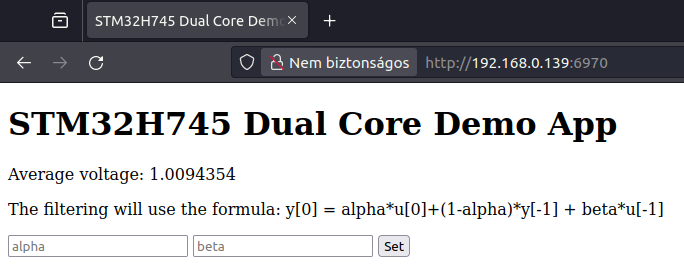 STM32H745 Dual Core Demo
Nem biztonságos http://192.168.0.139:6970
STM32H745 Dual Core Demo App
Average voltage: 1.0094354
The filtering will use the formula: y[0] = alpha*u[0]+(1-alpha)*y[-1] + beta*u[-1]
alpha beta Set